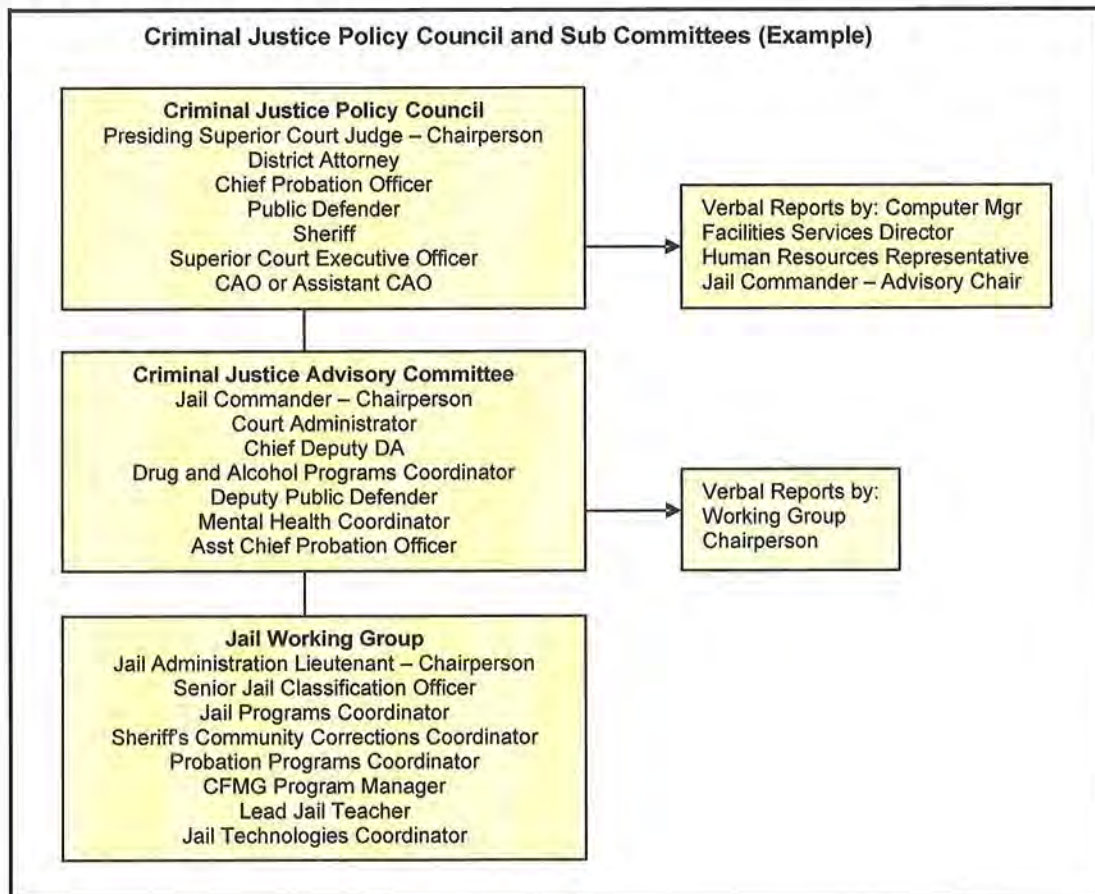 Criminal Justice Policy Council and Sub Committees (Example)
Criminal Justice Policy Council
Presiding Superior Court Judge – Chairperson
District Attorney
Chief Probation Officer
Public Defender
Sheriff
Superior Court Executive Officer
CAO or Assistant CAO
Verbal Reports by: Computer Mgr
Facilities Services Director
Human Resources Representative
Jail Commander – Advisory Chair
Criminal Justice Advisory Committee
Jail Commander – Chairperson
Court Administrator
Chief Deputy DA
Drug and Alcohol Programs Coordinator
Deputy Public Defender
Mental Health Coordinator
Asst Chief Probation Officer
Verbal Reports by:
Working Group
Chairperson
Jail Working Group
Jail Administration Lieutenant – Chairperson
Senior Jail Classification Officer
Jail Programs Coordinator
Sheriff's Community Corrections Coordinator
Probation Programs Coordinator
CFMG Program Manager
Lead Jail Teacher
Jail Technologies Coordinator